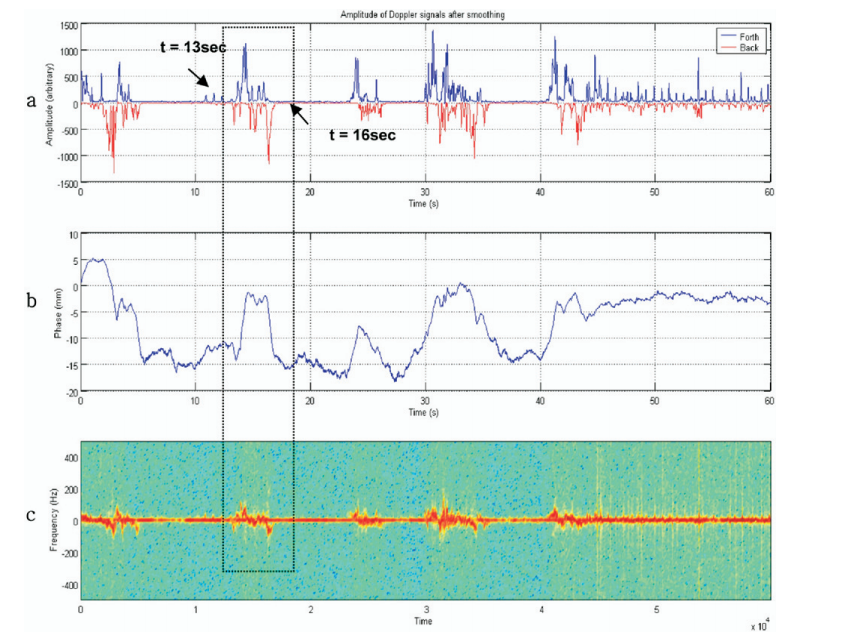 Amplitude of Doppler signals after smoothing
1500
1000
500
0
-500
-1000
-1500
Amplitude (arbitrary)
a
t = 13sec
t = 16sec
Forth
Back
0 10 20 30 40 50 60
Time (s)
10
5
0
-5
-10
-15
-20
Phase (mm)
b
0 10 20 30 40 50 60
Time (s)
400
200
0
-200
-400
Frequency (Hz)
c
0 1 2 3 4 5
Time
x 10⁴